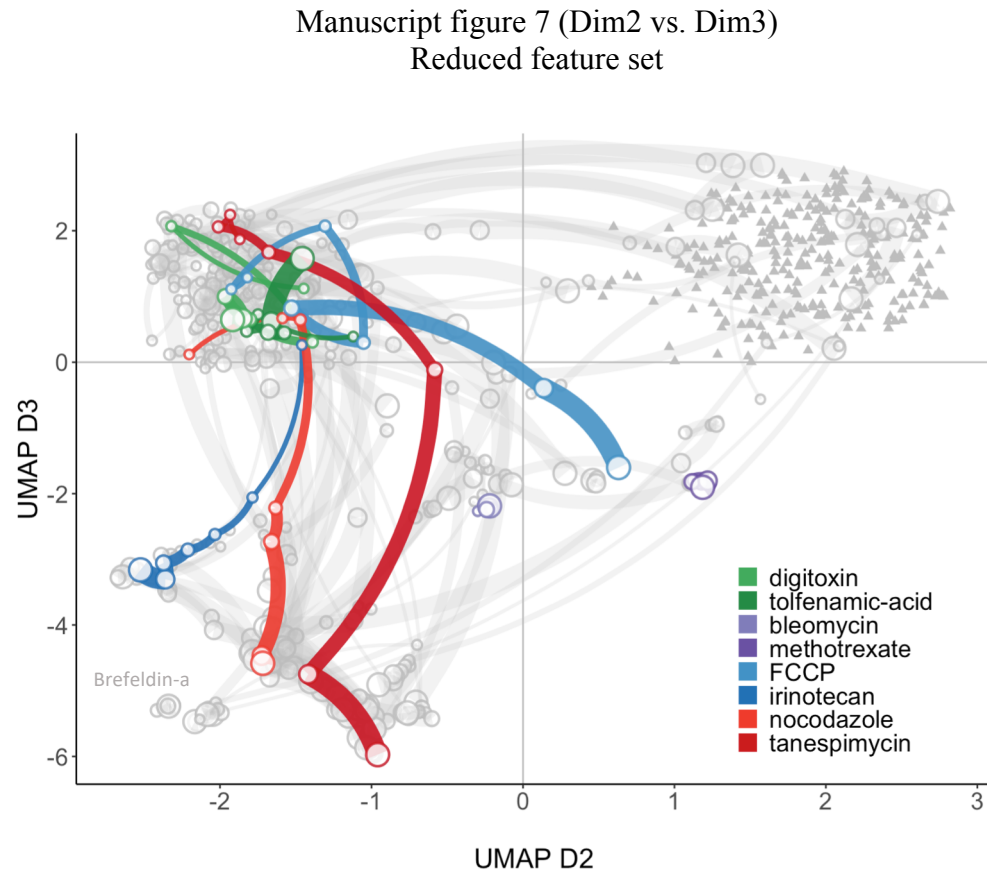 Manuscript figure 7 (Dim2 vs. Dim3)
Reduced feature set
UMAP D3
2
0
-2
-4
-6
Brefeldin-a
digitoxin
tolfenamic-acid
bleomycin
methotrexate
FCCP
irinotecan
nocodazole
tanespimycin
-2 -1 0 1 2 3
UMAP D2